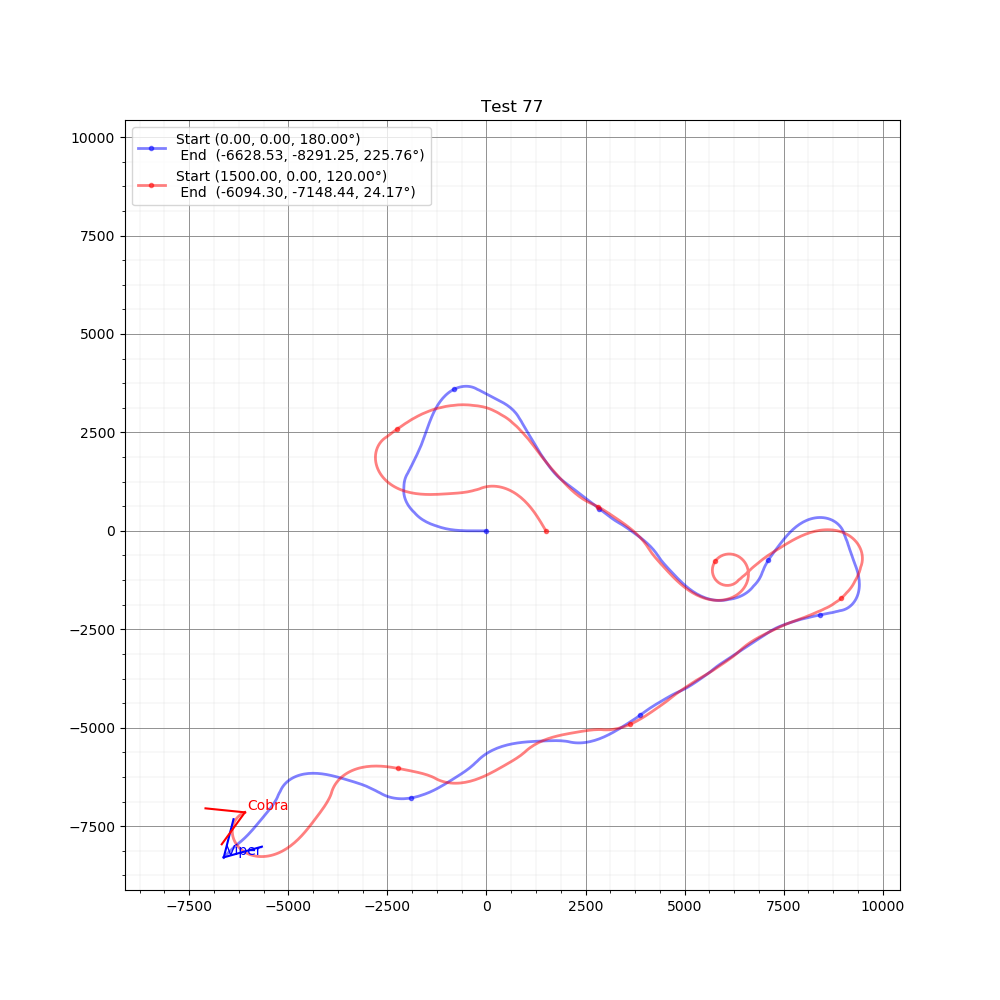 Test 77
Start (0.00, 0.00, 180.00°)
End (-6628.53, -8291.25, 225.76°)
Start (1500.00, 0.00, 120.00°)
End (-6094.30, -7148.44, 24.17°)
10000
7500
5000
2500
0
−2500
−5000
−7500
Cobra
Viper
−7500 −5000 −2500 0 2500 5000 7500 10000